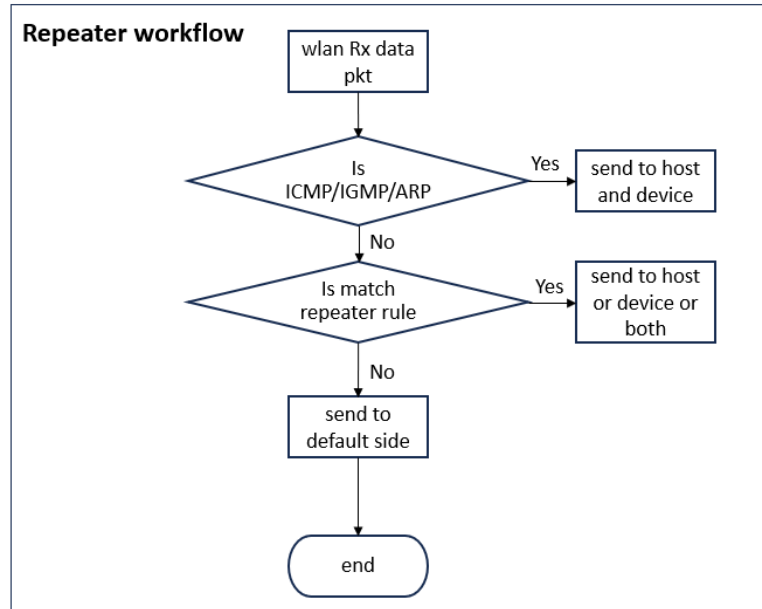 Repeater workflow
wlan Rx data
pkt
Is
ICMP/IGMP/ARP
Yes
send to host
and device
No
Is match
repeater rule
Yes
send to host
or device or
both
No
send to
default side
end